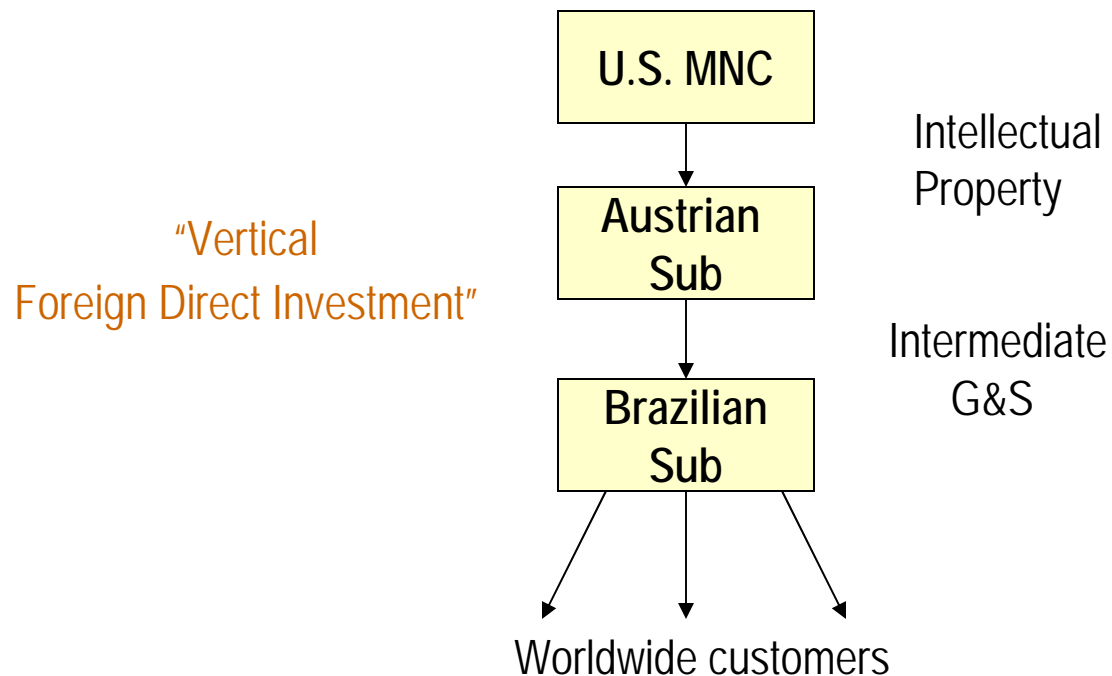 U.S. MNC
Intellectual
Property
Austrian
Sub
“Vertical
Foreign Direct Investment”
Intermediate
G&S
Brazilian
Sub
Worldwide customers